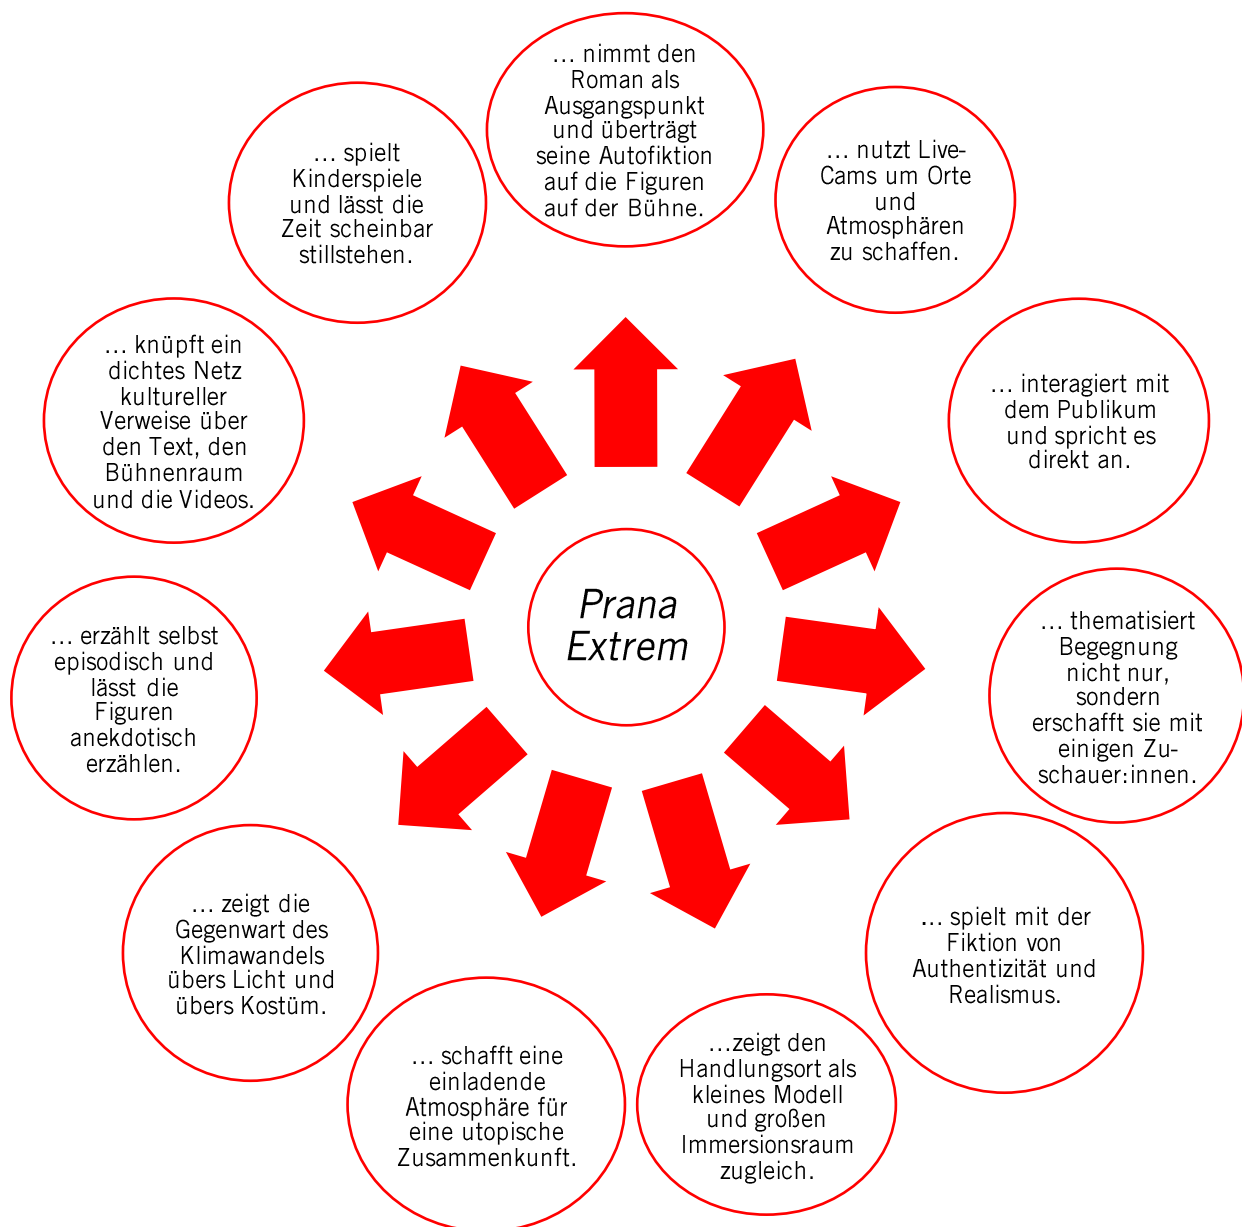 … nimmt den
Roman als
Ausgangspunkt
und überträgt
seine Autofiktion
auf die Figuren
auf der Bühne.
… nutzt Live-
Cams um Orte
und
Atmosphären
zu schaffen.
… interagiert mit
dem Publikum
und spricht es
direkt an.
… thematisiert
Begegnung
nicht nur,
sondern
erschafft sie mit
einigen Zu-
schauer:innen.
… spielt mit der
Fiktion von
Authentizität und
Realismus.
…zeigt den
Handlungsort als
kleines Modell
und großen
Immersionsraum
zugleich.
… schafft eine
einladende
Atmosphäre für
eine utopische
Zusammenkunft.
… zeigt die
Gegenwart des
Klimawandels
übers Licht und
übers Kostüm.
… erzählt selbst
episodisch und
lässt die
Figuren
anekdotisch
erzählen.
… knüpft ein
dichtes Netz
kultureller
Verweise über
den Text, den
Bühnenraum
und die Videos.
… spielt
Kinderspiele
und lässt die
Zeit scheinbar
stillstehen.
Prana
Extrem